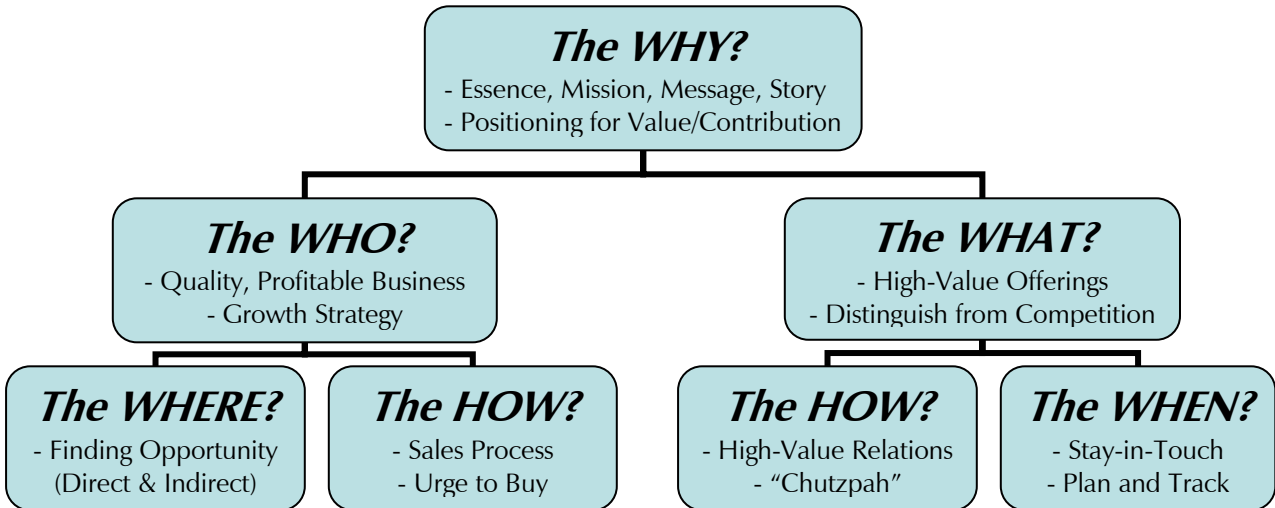 The WHY?
- Essence, Mission, Message, Story
- Positioning for Value/Contribution
The WHO?
- Quality, Profitable Business
- Growth Strategy
The WHAT?
- High-Value Offerings
- Distinguish from Competition
The WHERE?
- Finding Opportunity
(Direct & Indirect)
The HOW?
- Sales Process
- Urge to Buy
The HOW?
- High-Value Relations
- “Chutzpah”
The WHEN?
- Stay-in-Touch
- Plan and Track